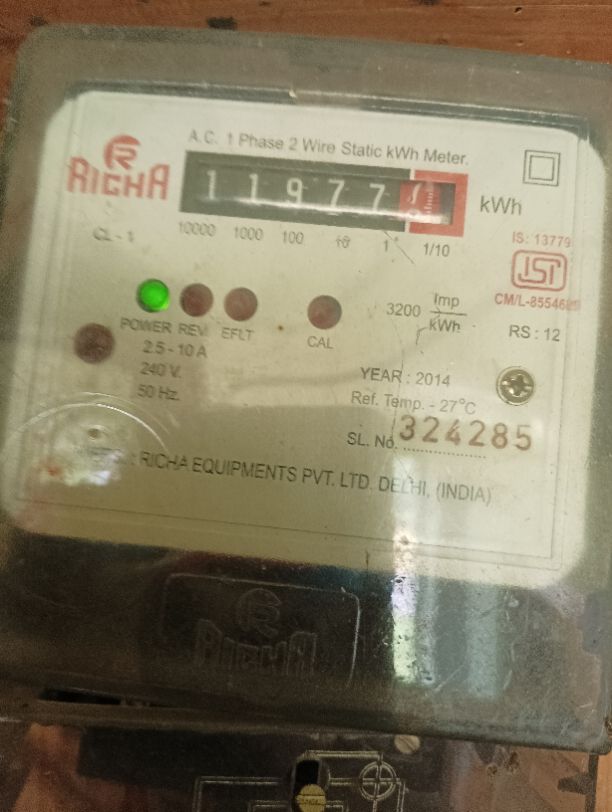 A.C. 1 Phase 2 Wire Static kWh Meter.
RICHA
11977
kWh
10000 1000 100 10 1 1/10
CL - 1
IS: 13779
ISI
CM/L-85546
3200 Imp/kWh
RS : 12
POWER REV. EFLT CAL
2.5 - 10 A
240 V.
50 Hz.
YEAR : 2014
Ref. Temp. - 27°C
SL. No. 324285
: RICHA EQUIPMENTS PVT. LTD. DELHI, (INDIA)
RICHA